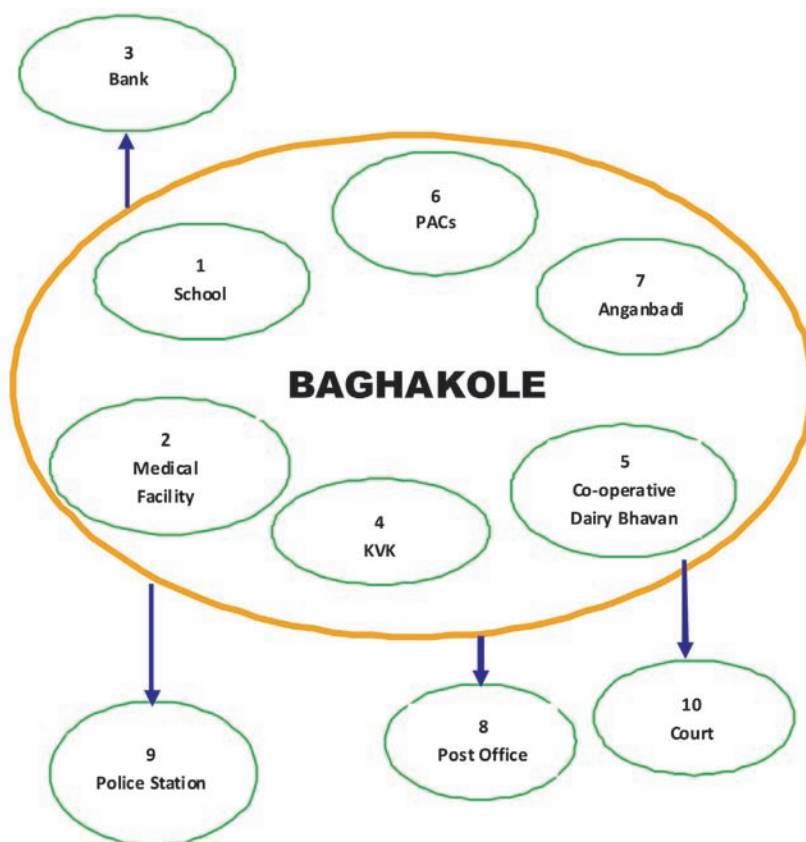 3
Bank
6
PACs
1
School
7
Anganbadi
BAGHAKOLE
2
Medical
Facility
5
Co-operative
Dairy Bhavan
4
KVK
10
Court
8
Post Office
9
Police Station